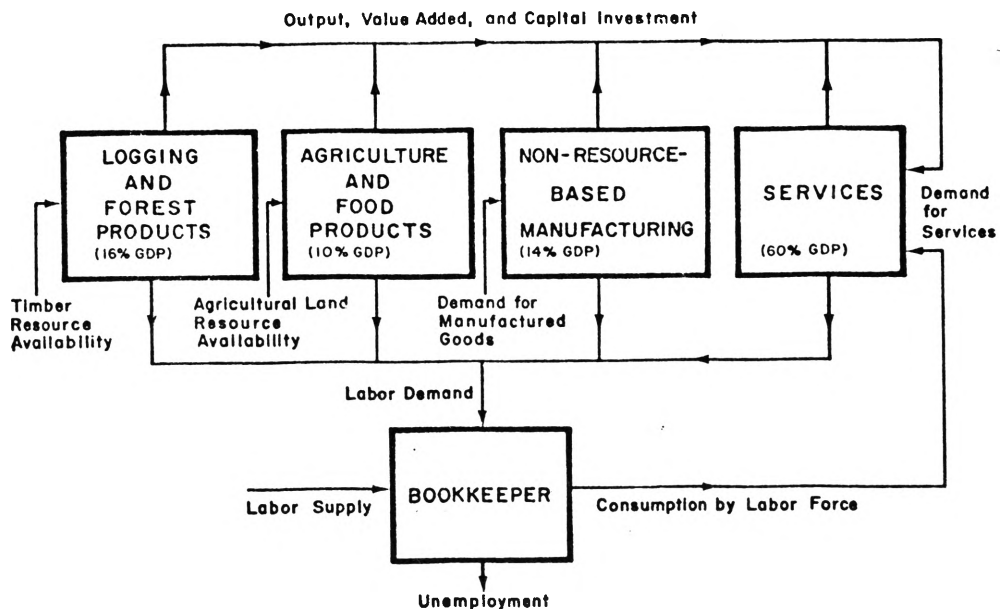 Output, Value Added, and Capital Investment
LOGGING
AND
FOREST
PRODUCTS
(16% GDP)
AGRICULTURE
AND
FOOD
PRODUCTS
(10% GDP)
NON-RESOURCE-
BASED
MANUFACTURING
(14% GDP)
SERVICES
(60% GDP)
Demand
for
Services
Timber
Resource
Availability
Agricultural Land
Resource
Availability
Demand for
Manufactured
Goods
Labor Demand
BOOKKEEPER
Labor Supply
Consumption by Labor Force
Unemployment